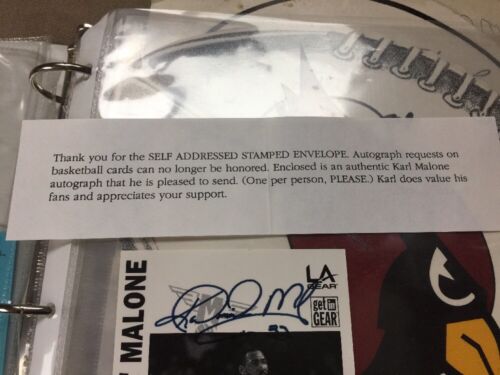 Thank you for the SELF ADDRESSED STAMPED ENVELOPE. Autograph requests on
basketball cards can no longer be honored. Enclosed is an authentic Karl Malone
autograph that he is pleased to send. (One per person, PLEASE.) Karl does value his
fans and appreciates your support.
MALONE
LA
GEAR
get in
GEAR